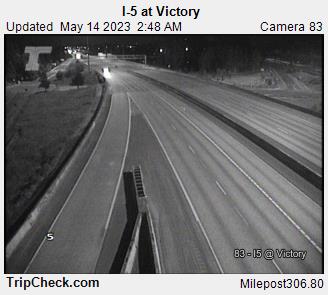 I-5 at Victory
Updated May 14 2023 2:48 AM Camera 83
T
5
83 - I5 @ Victory
TripCheck.com Milepost306.80